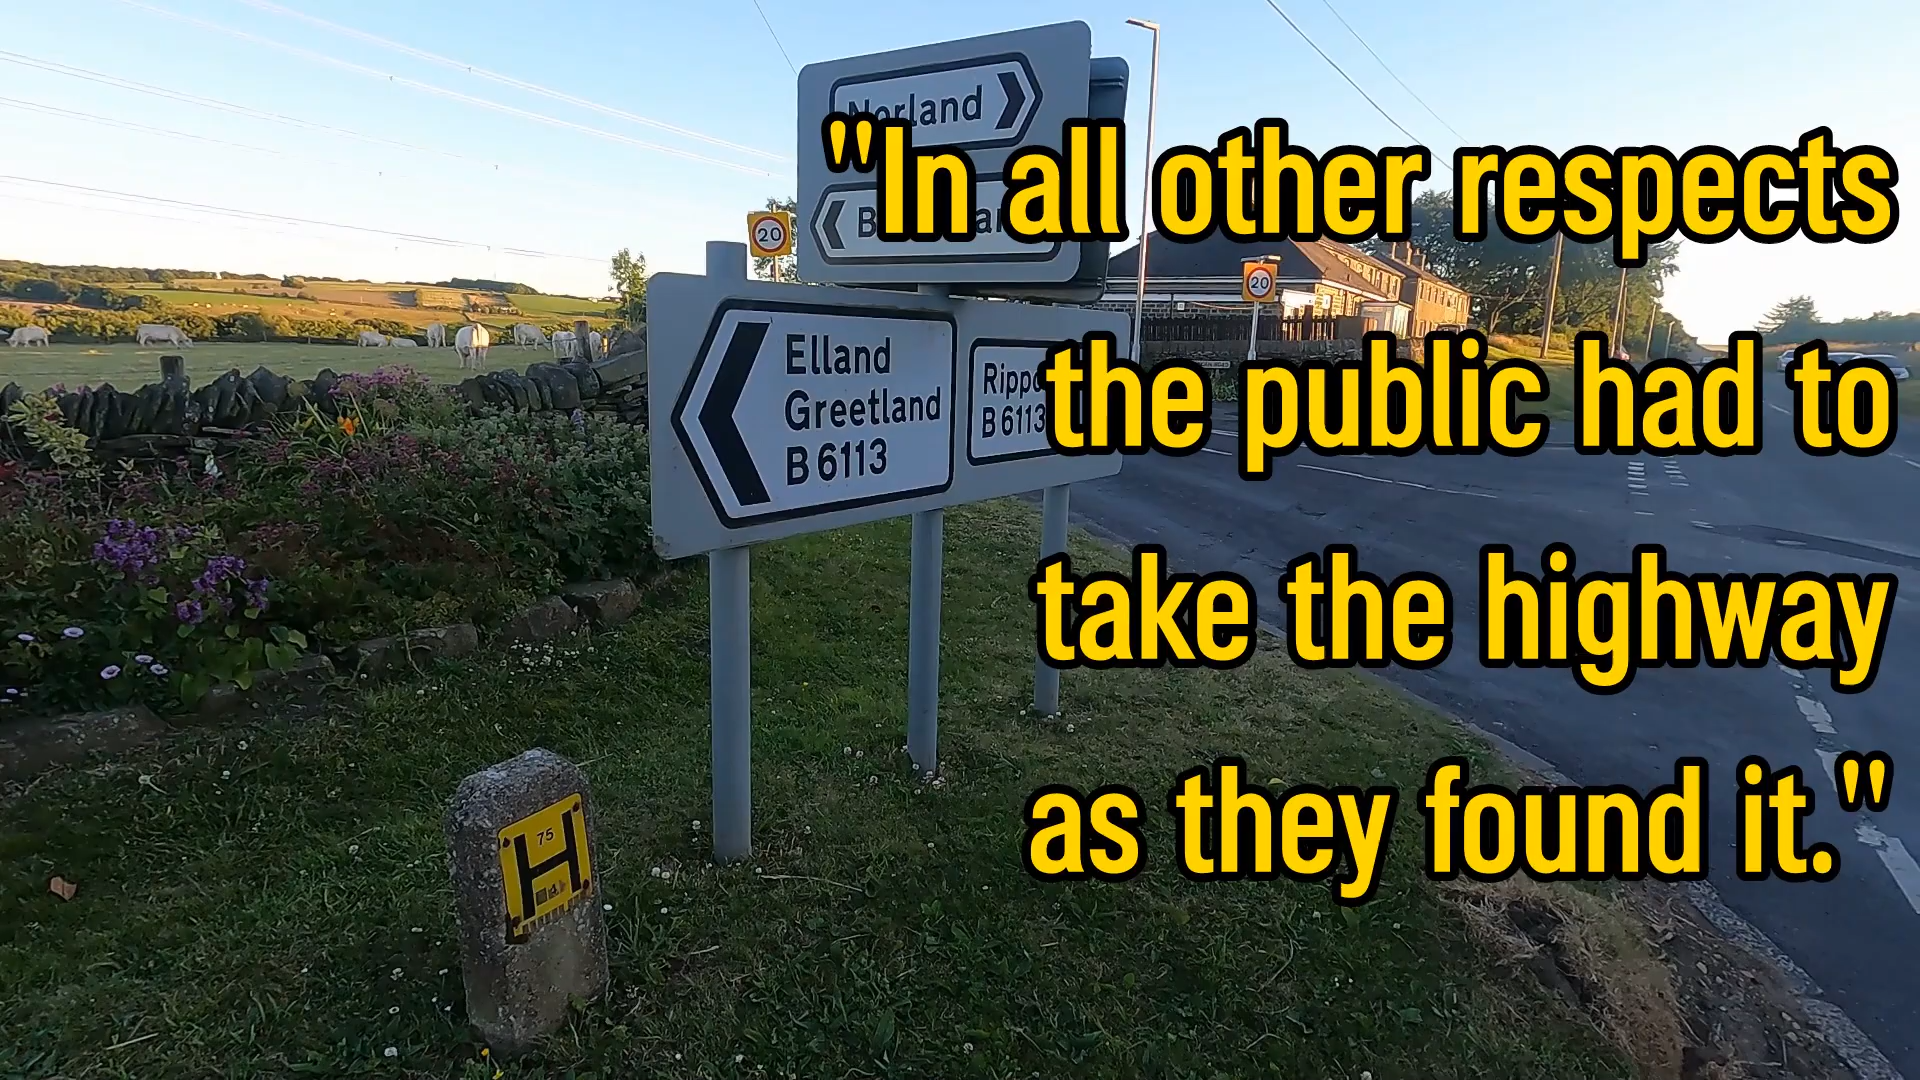 Norland
20
20
Elland
Greetland
B 6113
B 6113
75
H
"In all other respects
the public had to
take the highway
as they found it."